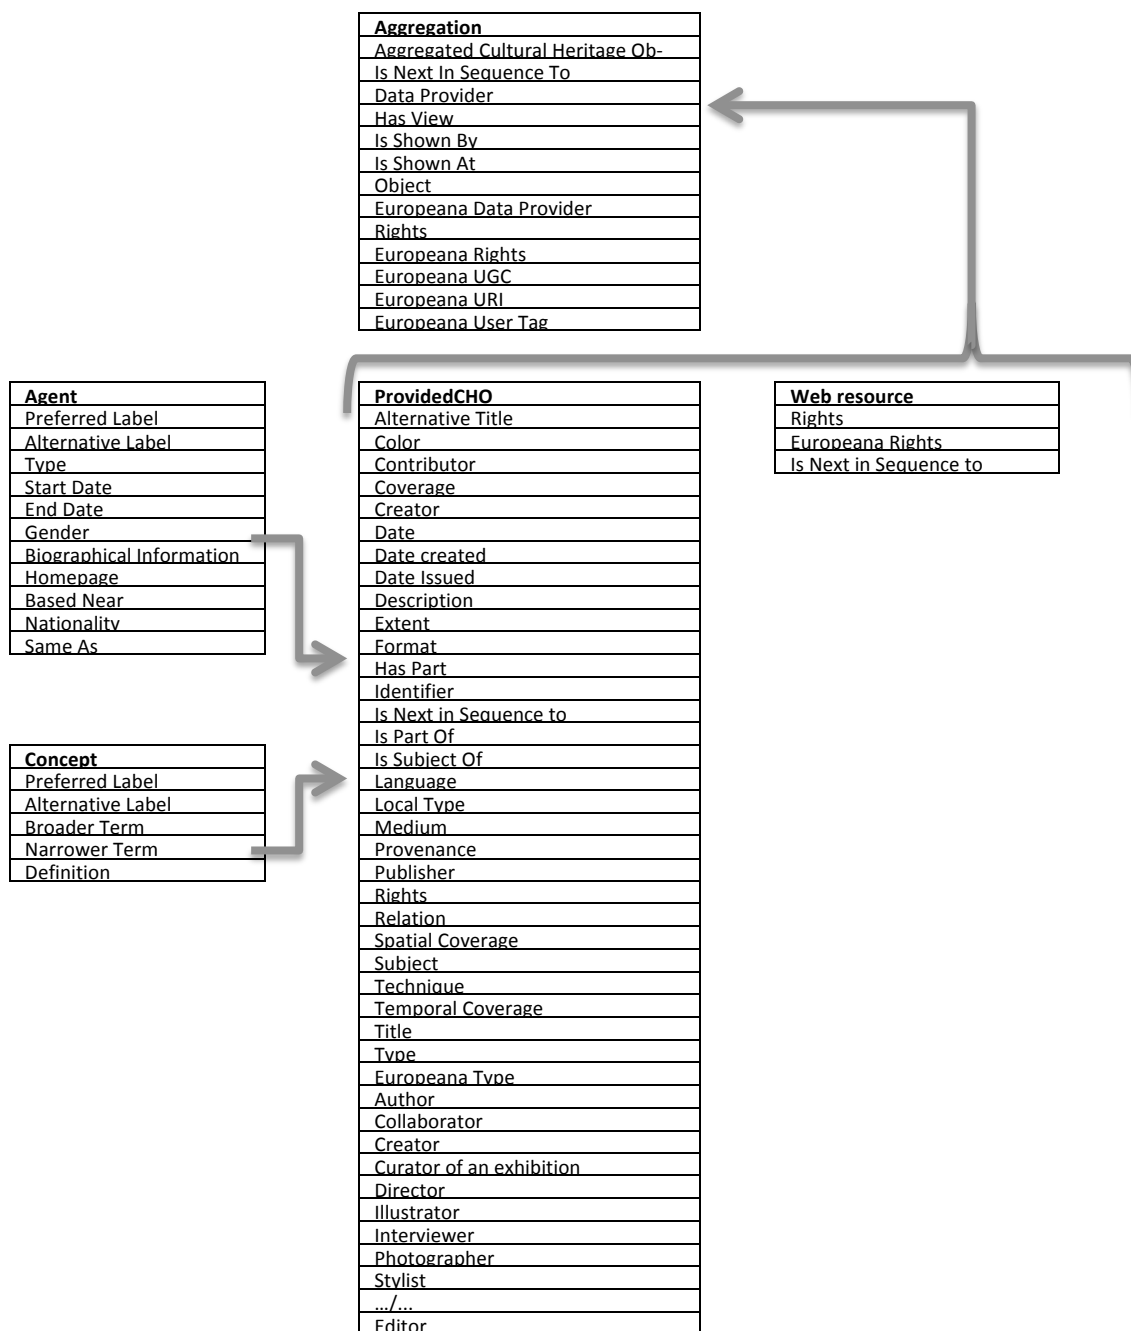 Aggregation
Aggregated Cultural Heritage Ob-
Is Next In Sequence To
Data Provider
Has View
Is Shown By
Is Shown At
Object
Europeana Data Provider
Rights
Europeana Rights
Europeana UGC
Europeana URI
Europeana User Tag
Agent
Preferred Label
Alternative Label
Type
Start Date
End Date
Gender
Biographical Information
Homepage
Based Near
Nationality
Same As
Concept
Preferred Label
Alternative Label
Broader Term
Narrower Term
Definition
ProvidedCHO
Alternative Title
Color
Contributor
Coverage
Creator
Date
Date created
Date Issued
Description
Extent
Format
Has Part
Identifier
Is Next in Sequence to
Is Part Of
Is Subject Of
Language
Local Type
Medium
Provenance
Publisher
Rights
Relation
Spatial Coverage
Subject
Technique
Temporal Coverage
Title
Type
Europeana Type
Author
Collaborator
Creator
Curator of an exhibition
Director
Illustrator
Interviewer
Photographer
Stylist
.../...
Editor
Web resource
Rights
Europeana Rights
Is Next in Sequence to